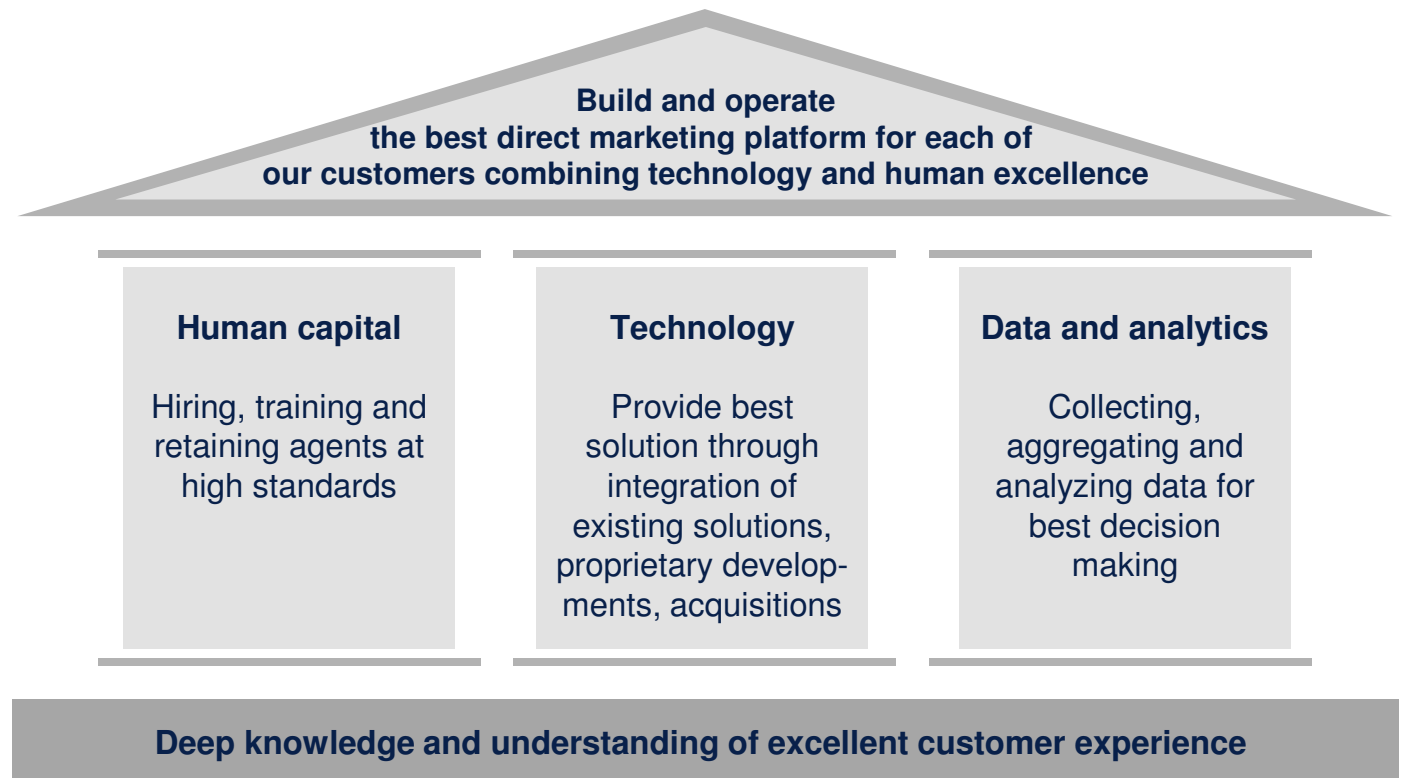 Build and operate
the best direct marketing platform for each of
our customers combining technology and human excellence
Human capital
Hiring, training and
retaining agents at
high standards
Technology
Provide best
solution through
integration of
existing solutions,
proprietary develop-
ments, acquisitions
Data and analytics
Collecting,
aggregating and
analyzing data for
best decision
making
Deep knowledge and understanding of excellent customer experience